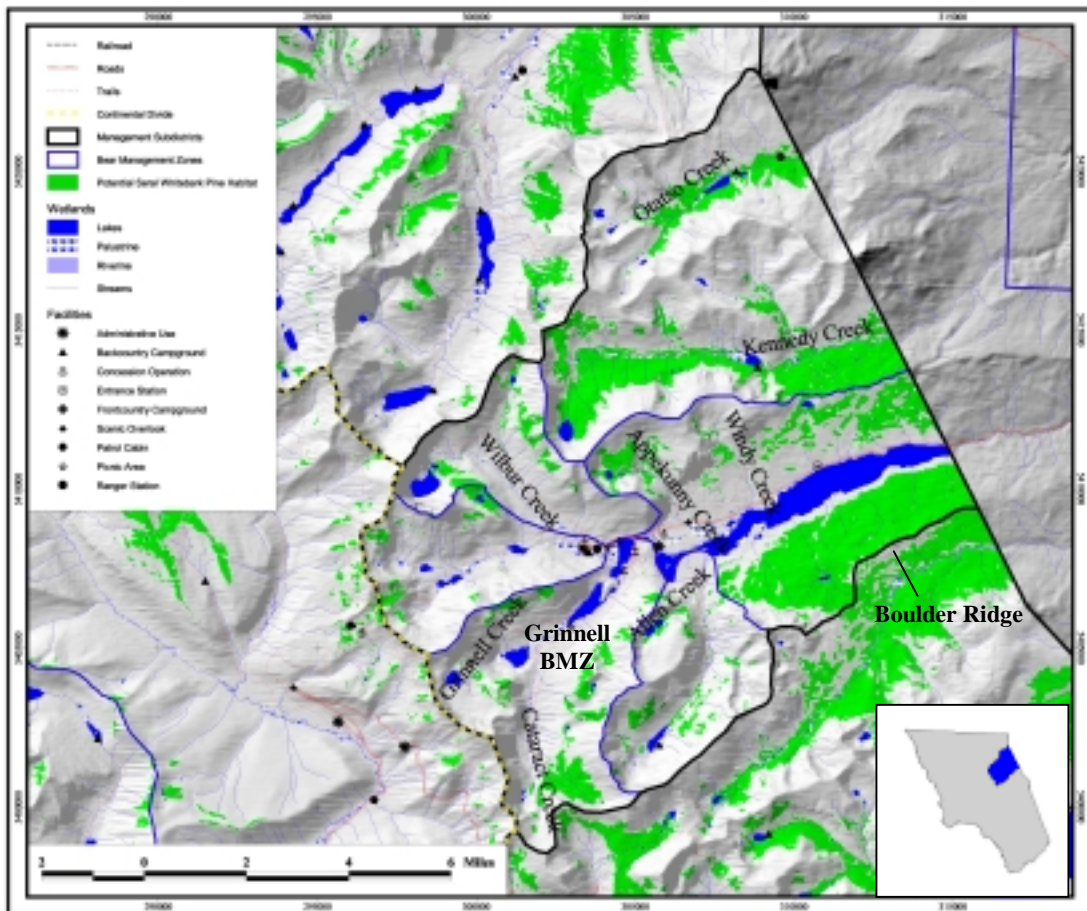 Railroad
Roads
Trails
Continental Divide
Management Subdistricts
Bear Management Zones
Potential Seral Whitebark Pine Habitat
Wetlands
Lakes
Palustrine
Riverine
Streams
Facilities
Administrative Use
Backcountry Campground
Concession Operation
Entrance Station
Frontcountry Campground
Scenic Overlook
Patrol Cabin
Picnic Area
Ranger Station
Otatso Creek
Kennedy Creek
Windy Creek
Appekunny Creek
Wilbur Creek
Allen Creek
Boulder Ridge
Grinnell
BMZ
Grinnell Creek
Cataract Creek
2 0 2 4 6 Miles